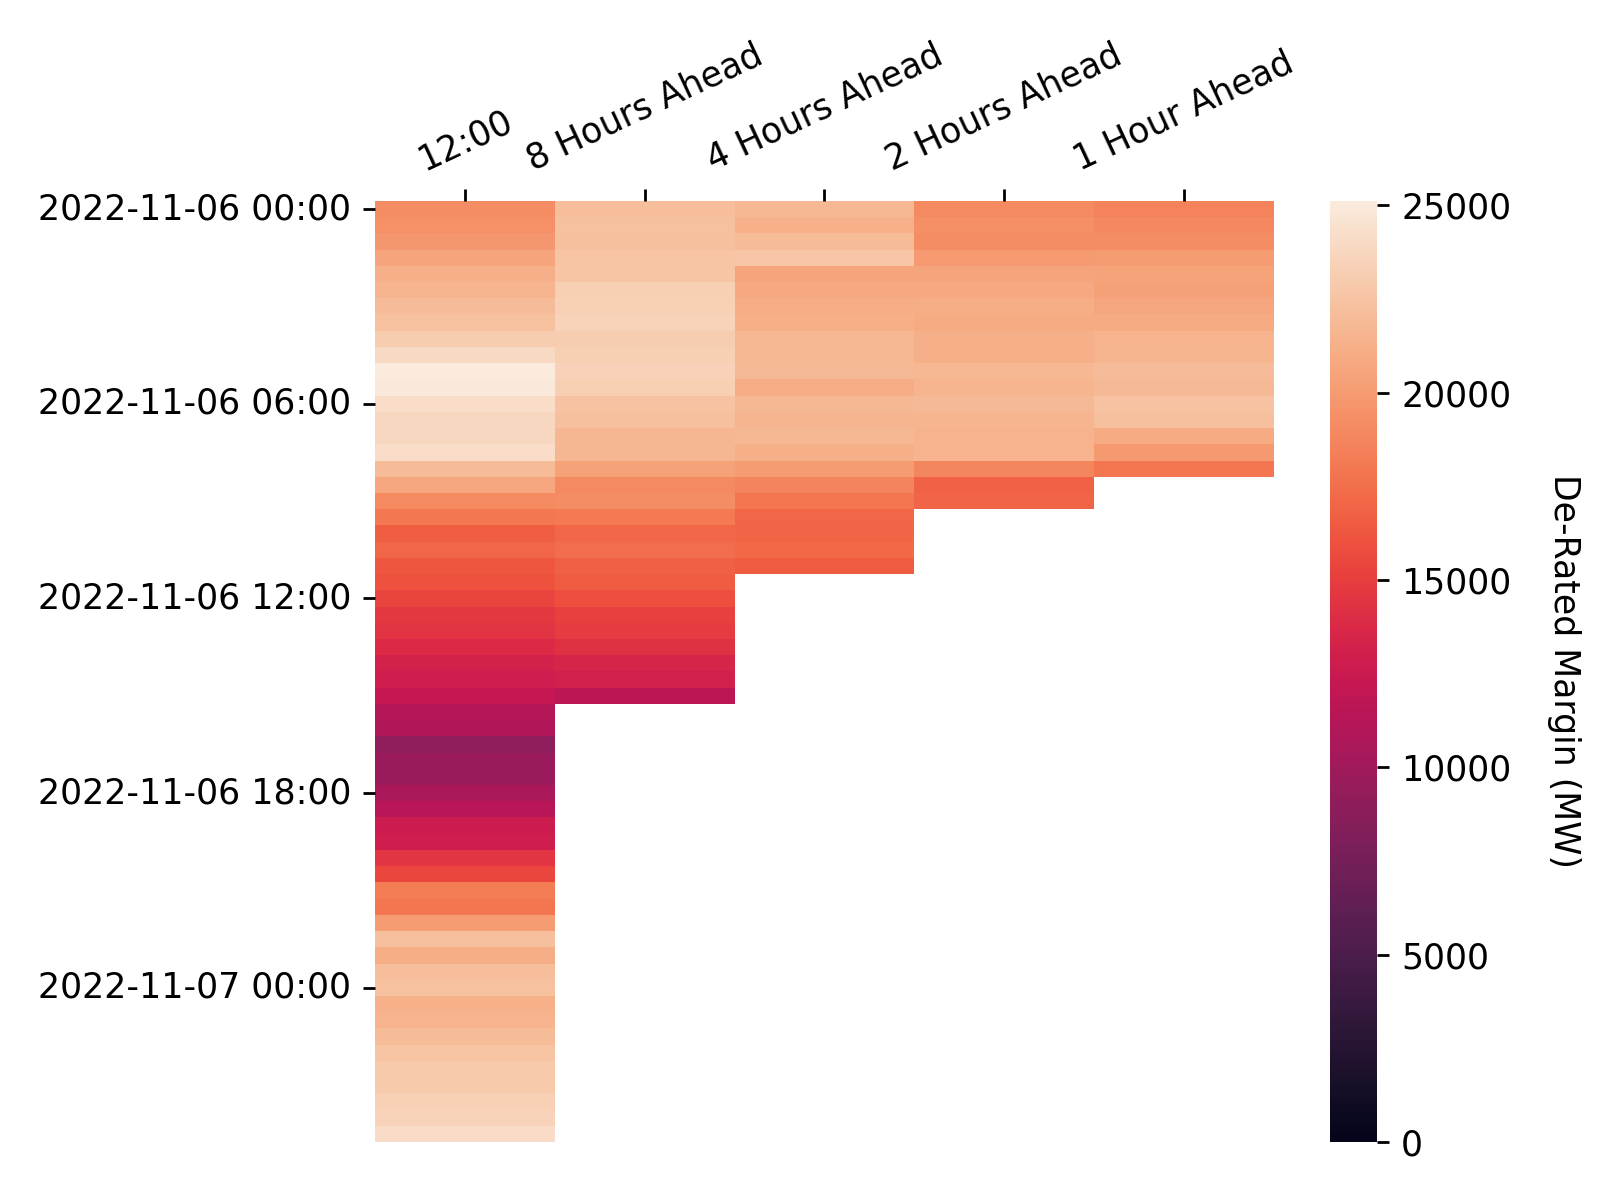 12:00
8 Hours Ahead
4 Hours Ahead
2 Hours Ahead
1 Hour Ahead
2022-11-06 00:00
2022-11-06 06:00
2022-11-06 12:00
2022-11-06 18:00
2022-11-07 00:00
25000
20000
15000
10000
5000
0
De-Rated Margin (MW)